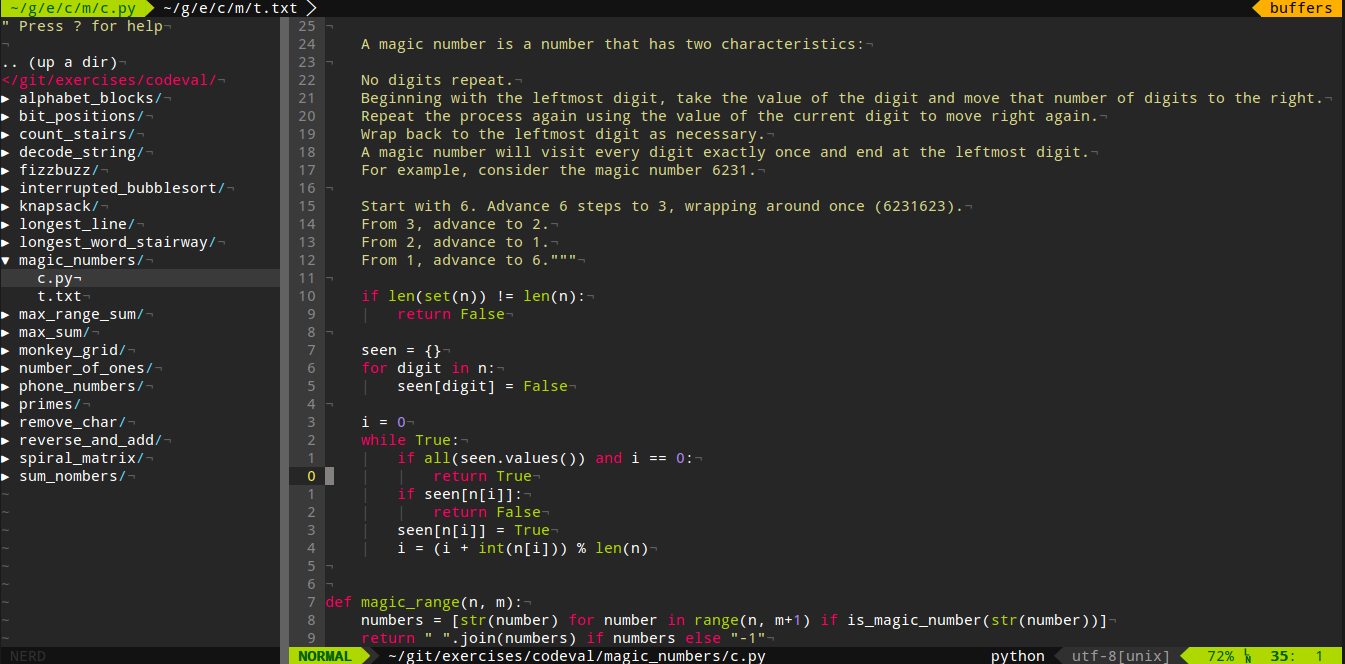 ~/g/e/c/m/c.py ~/g/e/c/m/t.txt buffers
" Press ? for help¬
¬
.. (up a dir)¬
</git/exercises/codeval/¬
▶ alphabet_blocks/¬
▶ bit_positions/¬
▶ count_stairs/¬
▶ decode_string/¬
▶ fizzbuzz/¬
▶ interrupted_bubblesort/¬
▶ knapsack/¬
▶ longest_line/¬
▶ longest_word_stairway/¬
▼ magic_numbers/¬
c.py¬
t.txt¬
▶ max_range_sum/¬
▶ max_sum/¬
▶ monkey_grid/¬
▶ number_of_ones/¬
▶ phone_numbers/¬
▶ primes/¬
▶ remove_char/¬
▶ reverse_and_add/¬
▶ spiral_matrix/¬
▶ sum_nombers/¬
~
~
~
~
~
~
~
~
~
NERD
25 ¬
24 A magic number is a number that has two characteristics:¬
23 ¬
22 No digits repeat.¬
21 Beginning with the leftmost digit, take the value of the digit and move that number of digits to the right.¬
20 Repeat the process again using the value of the current digit to move right again.¬
19 Wrap back to the leftmost digit as necessary.¬
18 A magic number will visit every digit exactly once and end at the leftmost digit.¬
17 For example, consider the magic number 6231.¬
16 ¬
15 Start with 6. Advance 6 steps to 3, wrapping around once (6231623).¬
14 From 3, advance to 2.¬
13 From 2, advance to 1.¬
12 From 1, advance to 6."""¬
11 ¬
10 if len(set(n)) != len(n):¬
9 | return False¬
8 ¬
7 seen = {}¬
6 for digit in n:¬
5 | seen[digit] = False¬
4 ¬
3 i = 0¬
2 while True:¬
1 | if all(seen.values()) and i == 0:¬
0 | | return True¬
1 | if seen[n[i]]:¬
2 | | return False¬
3 | seen[n[i]] = True¬
4 | i = (i + int(n[i])) % len(n)¬
5 ¬
6 ¬
7 def magic_range(n, m):¬
8 numbers = [str(number) for number in range(n, m+1) if is_magic_number(str(number))]¬
9 return " ".join(numbers) if numbers else "-1"¬
NORMAL ~/git/exercises/codeval/magic_numbers/c.py python utf-8[unix] 72% ␤ 35: 1